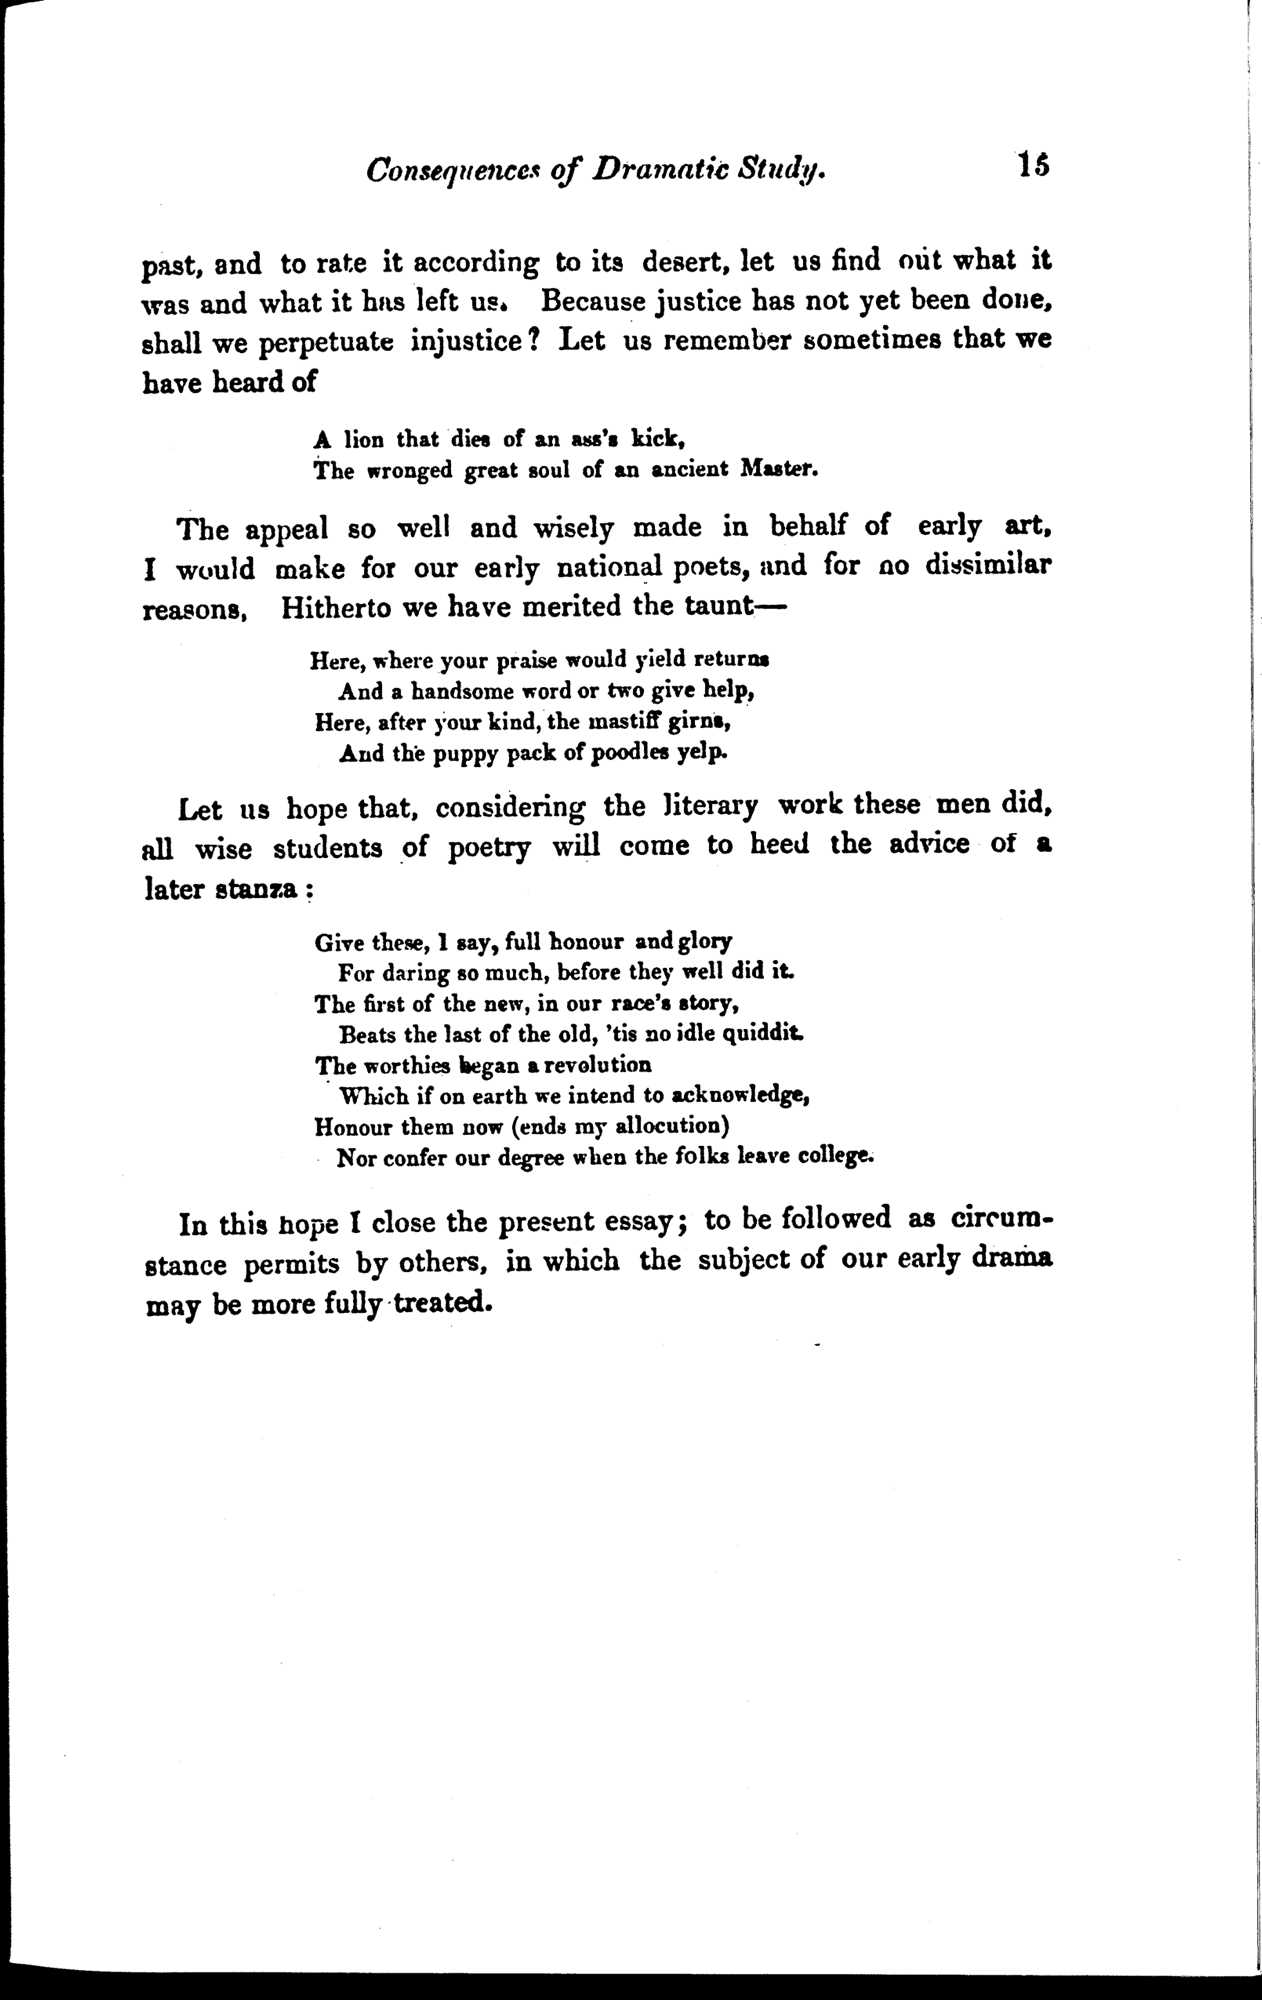 Consequences of Dramatic Study. 15
past, and to rate it according to its desert, let us find out what it
was and what it has left us. Because justice has not yet been done,
shall we perpetuate injustice? Let us remember sometimes that we
have heard of
A lion that dies of an ass's kick,
The wronged great soul of an ancient Master.
The appeal so well and wisely made in behalf of early art,
I would make for our early national poets, and for no dissimilar
reasons, Hitherto we have merited the taunt—
Here, where your praise would yield returns
And a handsome word or two give help,
Here, after your kind, the mastiff girns,
And the puppy pack of poodles yelp.
Let us hope that, considering the literary work these men did,
all wise students of poetry will come to heed the advice of a
later stanza :
Give these, I say, full honour and glory
For daring so much, before they well did it.
The first of the new, in our race's story,
Beats the last of the old, 'tis no idle quiddit.
The worthies began a revolution
Which if on earth we intend to acknowledge,
Honour them now (ends my allocution)
Nor confer our degree when the folks leave college.
In this hope I close the present essay; to be followed as circum-
stance permits by others, in which the subject of our early drama
may be more fully treated.